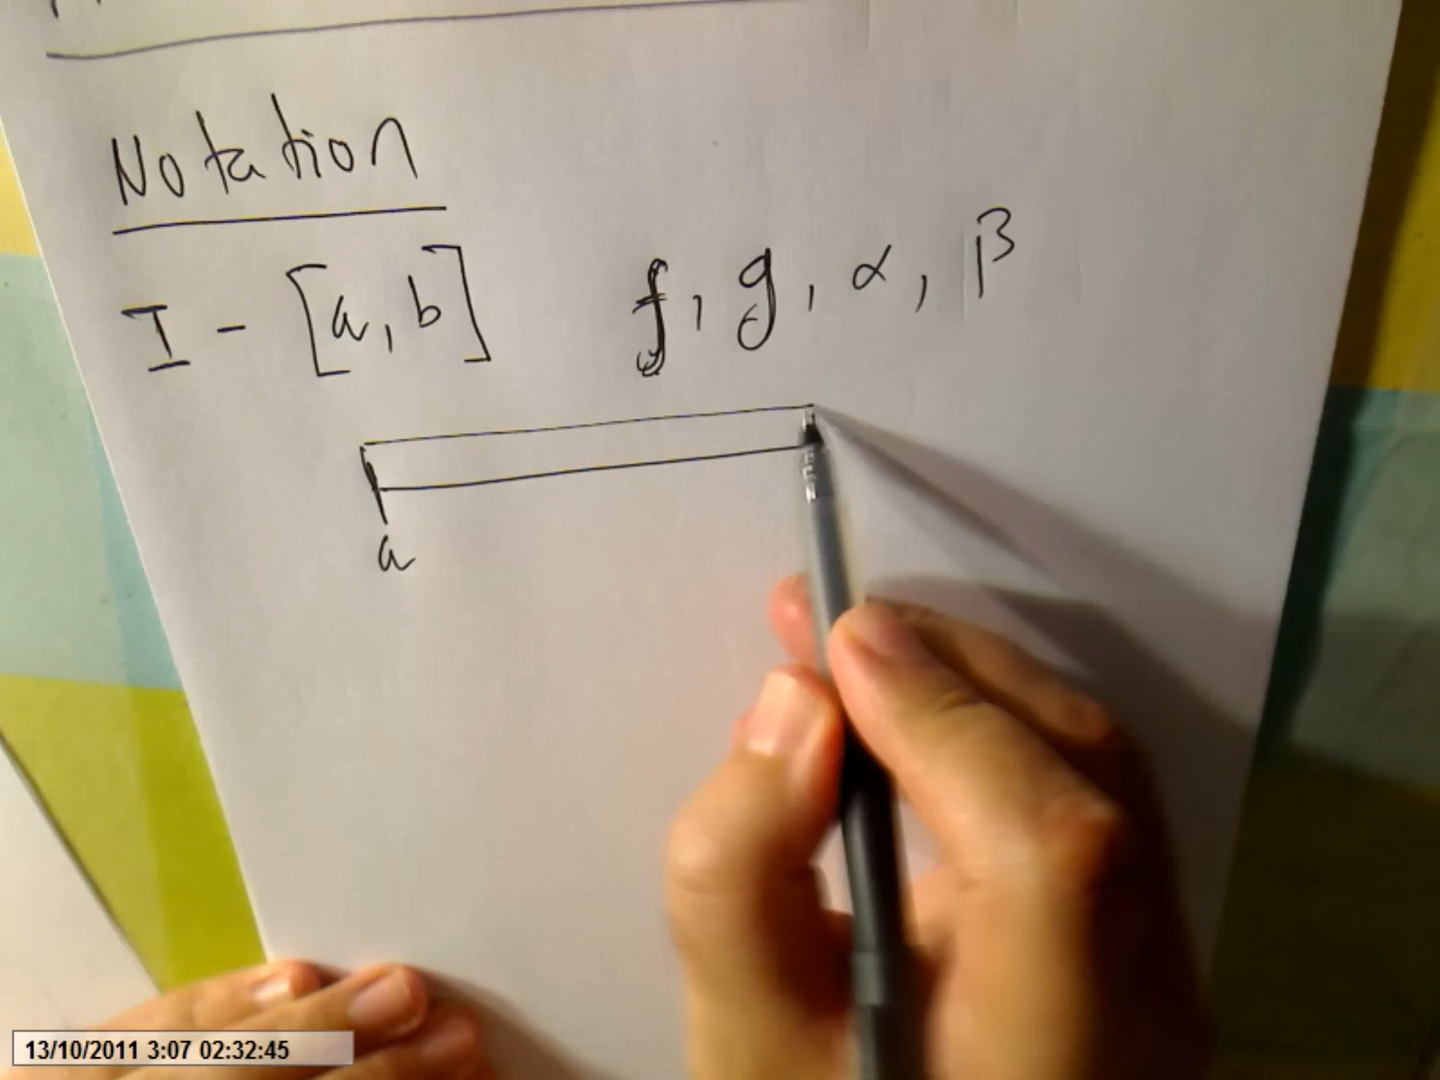 Notation
I - [a, b] f, g, α, β
a
13/10/2011 3:07 02:32:45